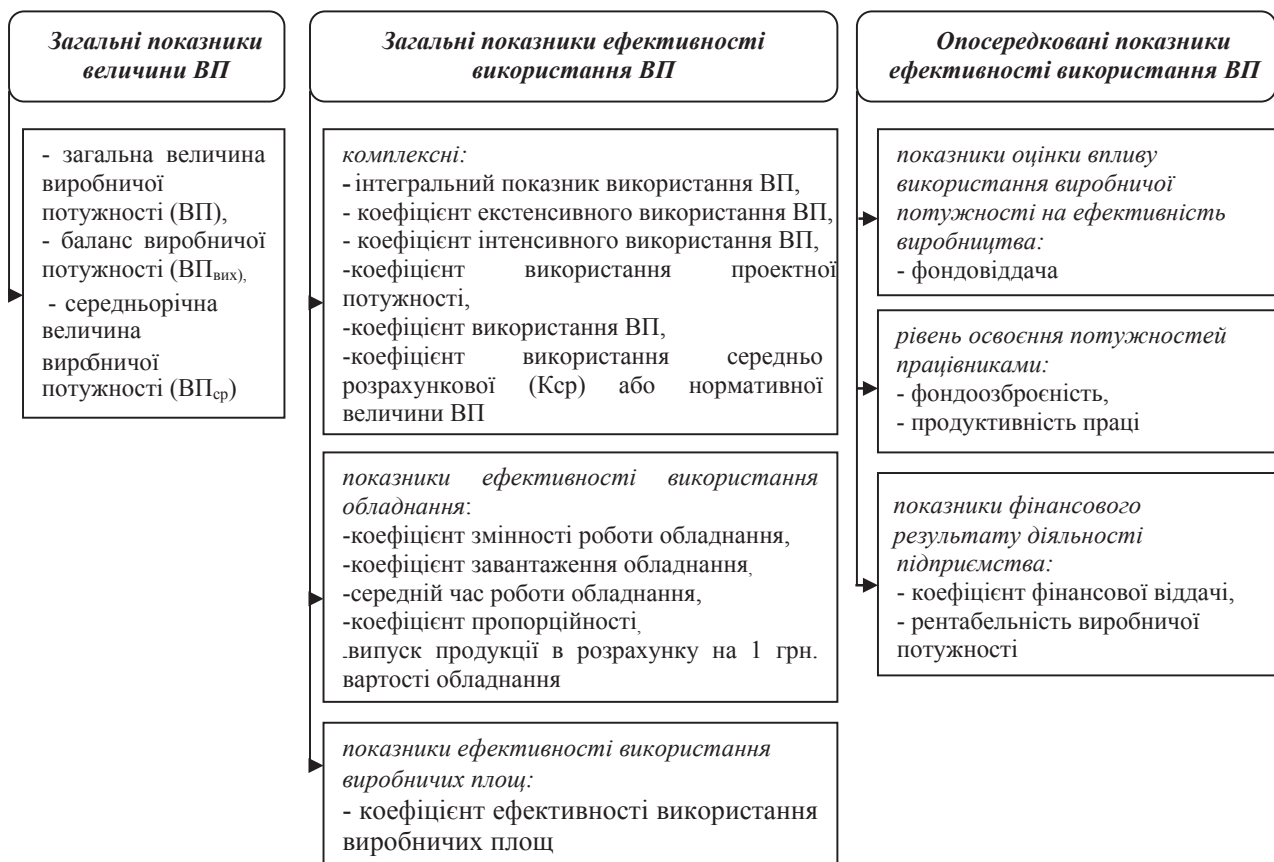 Загальні показники
величини ВП
- загальна величина
виробничої
потужності (ВП),
- баланс виробничої
потужності (ВПвих),
- середньорічна
величина
виробничої
потужності (ВПср)
Загальні показники ефективності
використання ВП
комплексні:
- інтегральний показник використання ВП,
- коефіцієнт екстенсивного використання ВП,
- коефіцієнт інтенсивного використання ВП,
-коефіцієнт використання проектної
потужності,
-коефіцієнт використання ВП,
-коефіцієнт використання середньо
розрахункової (Кср) або нормативної
величини ВП
показники ефективності використання
обладнання:
-коефіцієнт змінності роботи обладнання,
-коефіцієнт завантаження обладнання,
-середній час роботи обладнання,
-коефіцієнт пропорційності,
-випуск продукції в розрахунку на 1 грн.
вартості обладнання
показники ефективності використання
виробничих площ:
- коефіцієнт ефективності використання
виробничих площ
Опосередковані показники
ефективності використання ВП
показники оцінки впливу
використання виробничої
потужності на ефективність
виробництва:
- фондовіддача
рівень освоєння потужностей
працівниками:
- фондоозброєність,
- продуктивність праці
показники фінансового
результату діяльності
підприємства:
- коефіцієнт фінансової віддачі,
- рентабельність виробничої
потужності